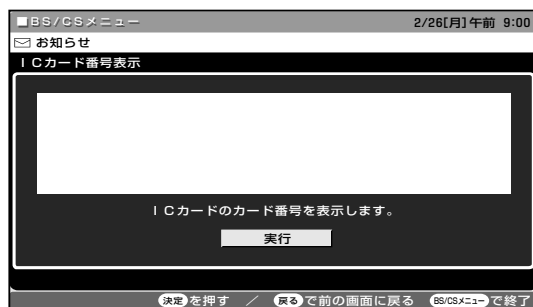 ■BS/CSメニュー 2/26[月]午前 9:00
お知らせ
ICカード番号表示
ICカードのカード番号を表示します。
実行
決定を押す ／ 戻るで前の画面に戻る BS/CSメニューで終了